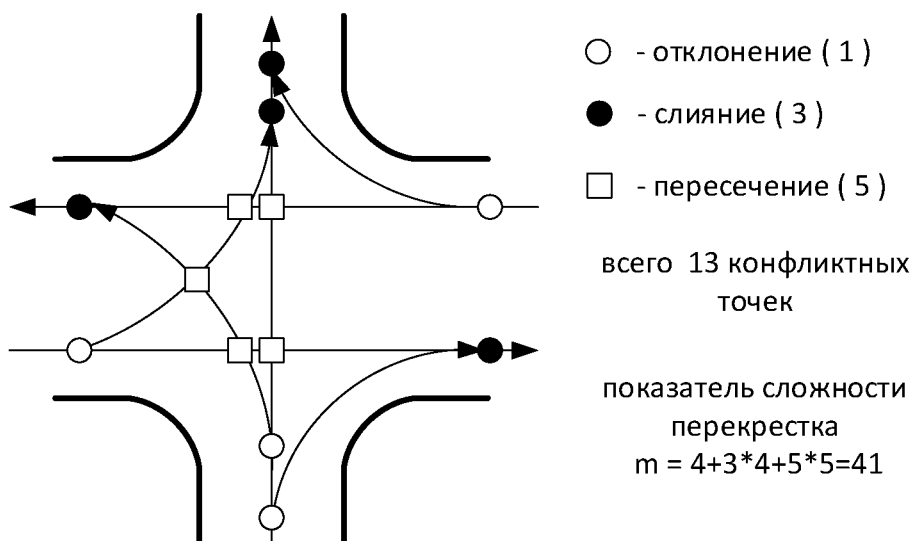 - отклонение ( 1 )
- слияние ( 3 )
- пересечение ( 5 )
всего 13 конфликтных
точек
показатель сложности
перекрестка
m = 4+3*4+5*5=41